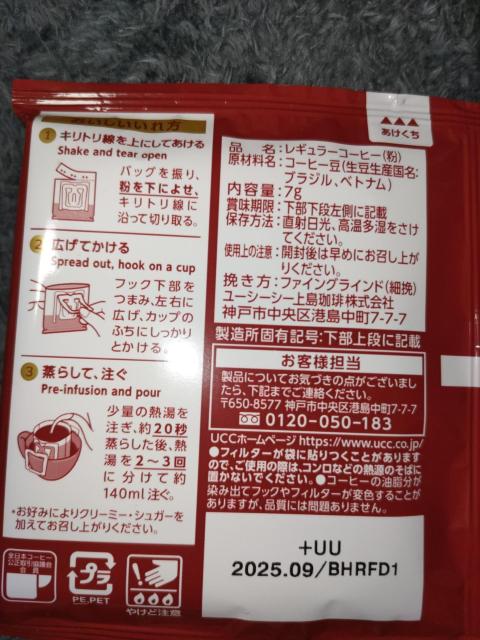 おいしいいれ方
1 キリトリ線を上にしてあける
Shake and tear open
バッグを振り、
粉を下によせ、
キリトリ線に
沿って切り取る。
2 広げてかける
Spread out, hook on a cup
フック下部を
つまみ、左右に
広げ、カップの
ふちにしっかり
とかける。
3 蒸らして、注ぐ
Pre-infusion and pour
少量の熱湯を
注ぎ、約20秒
蒸らした後、熱
湯を2～3回
に分けて約
140ml注ぐ。
*お好みによりクリーミー・シュガーを
加えてお召し上がりください。
全日本コーヒー
公正取引協議会
会員
プラ
PE,PET
やけど注意
あけくち
品名:レギュラーコーヒー(粉)
原材料名:コーヒー豆(生豆生産国名:
ブラジル、ベトナム)
内容量:7g
賞味期限:下部下段左側に記載
保存方法:直射日光、高温多湿をさけ
てください。
使用上の注意:開封後は早めにお召し上が
りください。
挽き方:ファイングラインド(細挽)
ユーシーシー上島珈琲株式会社
神戸市中央区港島中町7-7-7
製造所固有記号:下部上段に記載
お客様担当
製品についてお気づきの点がございまし
たら、下記までご連絡ください。
〒650-8577 神戸市中央区港島中町7-7-7
0120-050-183
UCCホームページ https://www.ucc.co.jp/
●フィルターが袋に貼りつくことがあります
ので、ご使用の際は、コンロなどの熱源のそばに
置かないでください。●コーヒーの油脂分が
染み出てフックやフィルターが変色することが
ありますが、品質には問題ありません。
+UU
2025.09/BHRFD1